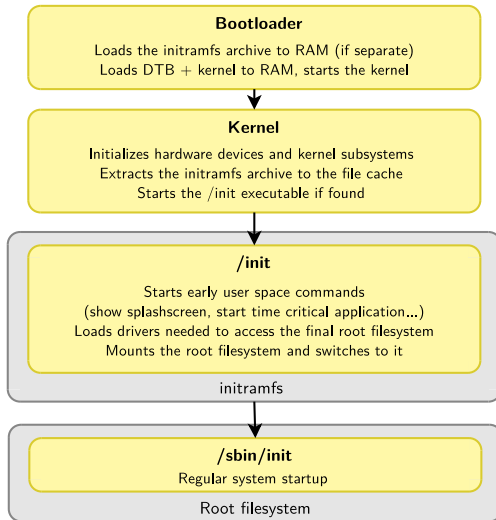 Bootloader
Loads the initramfs archive to RAM (if separate)
Loads DTB + kernel to RAM, starts the kernel
Kernel
Initializes hardware devices and kernel subsystems
Extracts the initramfs archive to the file cache
Starts the /init executable if found
/init
Starts early user space commands
(show splashscreen, start time critical application...)
Loads drivers needed to access the final root filesystem
Mounts the root filesystem and switches to it
initramfs
/sbin/init
Regular system startup
Root filesystem